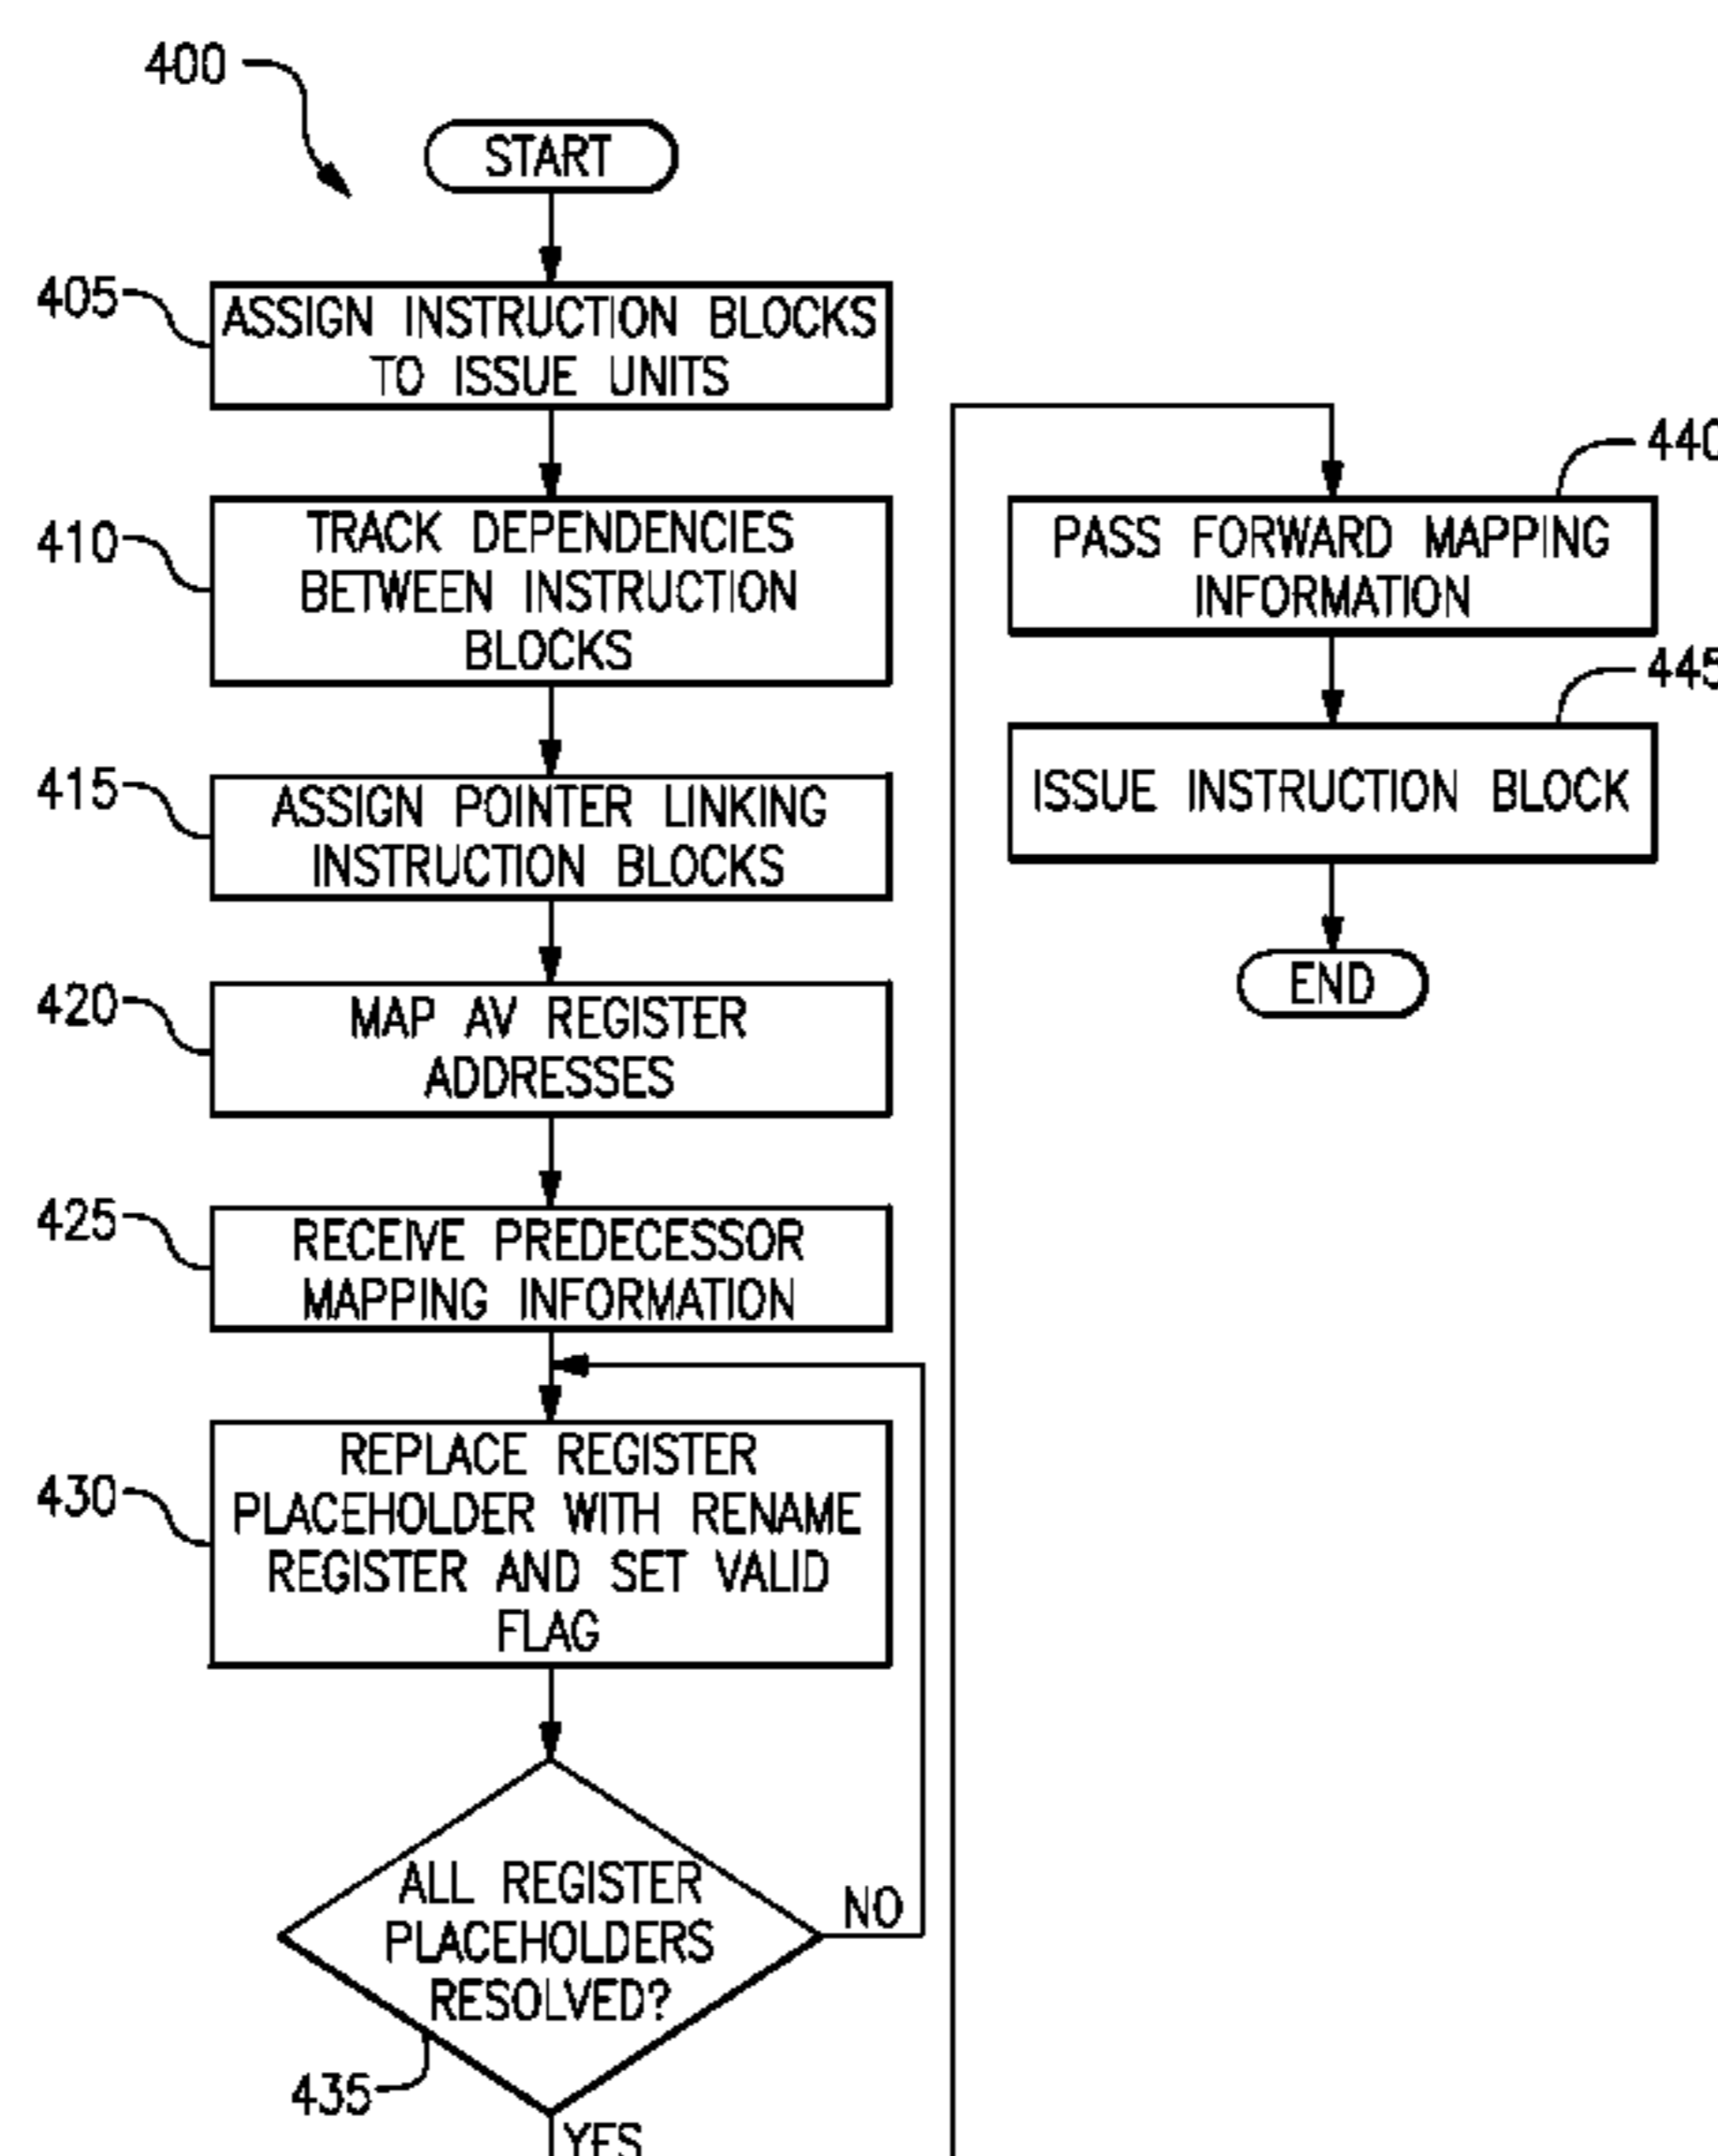 400
START
405
ASSIGN INSTRUCTION BLOCKS
TO ISSUE UNITS
410
TRACK DEPENDENCIES
BETWEEN INSTRUCTION
BLOCKS
415
ASSIGN POINTER LINKING
INSTRUCTION BLOCKS
420
MAP AV REGISTER
ADDRESSES
425
RECEIVE PREDECESSOR
MAPPING INFORMATION
430
REPLACE REGISTER
PLACEHOLDER WITH RENAME
REGISTER AND SET VALID
FLAG
ALL REGISTER
PLACEHOLDERS
RESOLVED?
NO
435
YES
440
PASS FORWARD MAPPING
INFORMATION
445
ISSUE INSTRUCTION BLOCK
END